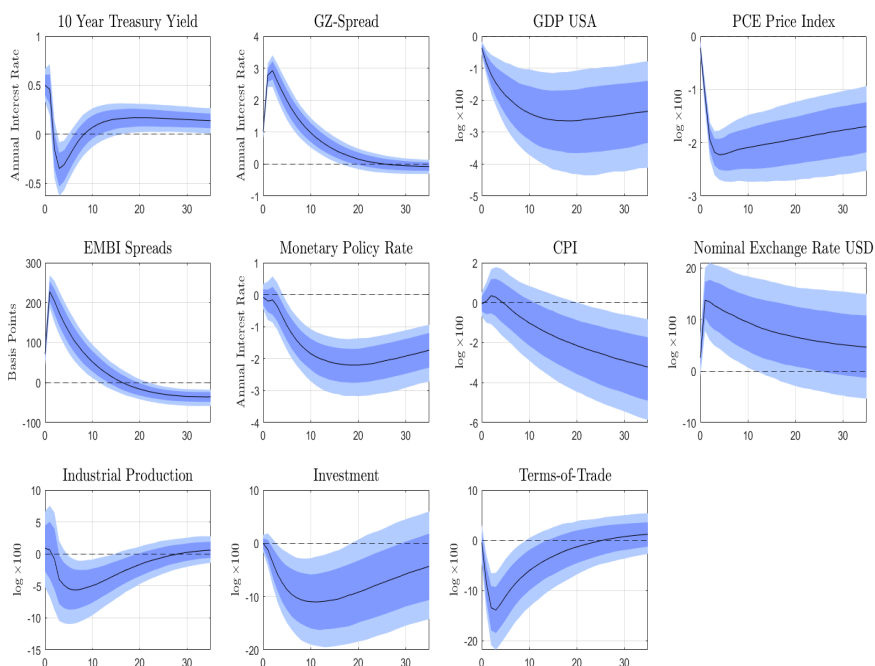 10 Year Treasury Yield
GZ-Spread
GDP USA
PCE Price Index
Annual Interest Rate
1
0.5
0
-0.5
0 10 20 30
Annual Interest Rate
4
3
2
1
0
-1
0 10 20 30
log ×100
0
-1
-2
-3
-4
-5
0 10 20 30
log ×100
0
-1
-2
-3
0 10 20 30
EMBI Spreads
Monetary Policy Rate
CPI
Nominal Exchange Rate USD
Basis Points
300
200
100
0
-100
0 10 20 30
Annual Interest Rate
1
0
-1
-2
-3
-4
0 10 20 30
log ×100
2
0
-2
-4
-6
0 10 20 30
log ×100
20
10
0
-10
0 10 20 30
Industrial Production
Investment
Terms-of-Trade
log ×100
10
5
0
-5
-10
-15
0 10 20 30
log ×100
10
0
-10
-20
0 10 20 30
log ×100
10
0
-10
-20
0 10 20 30